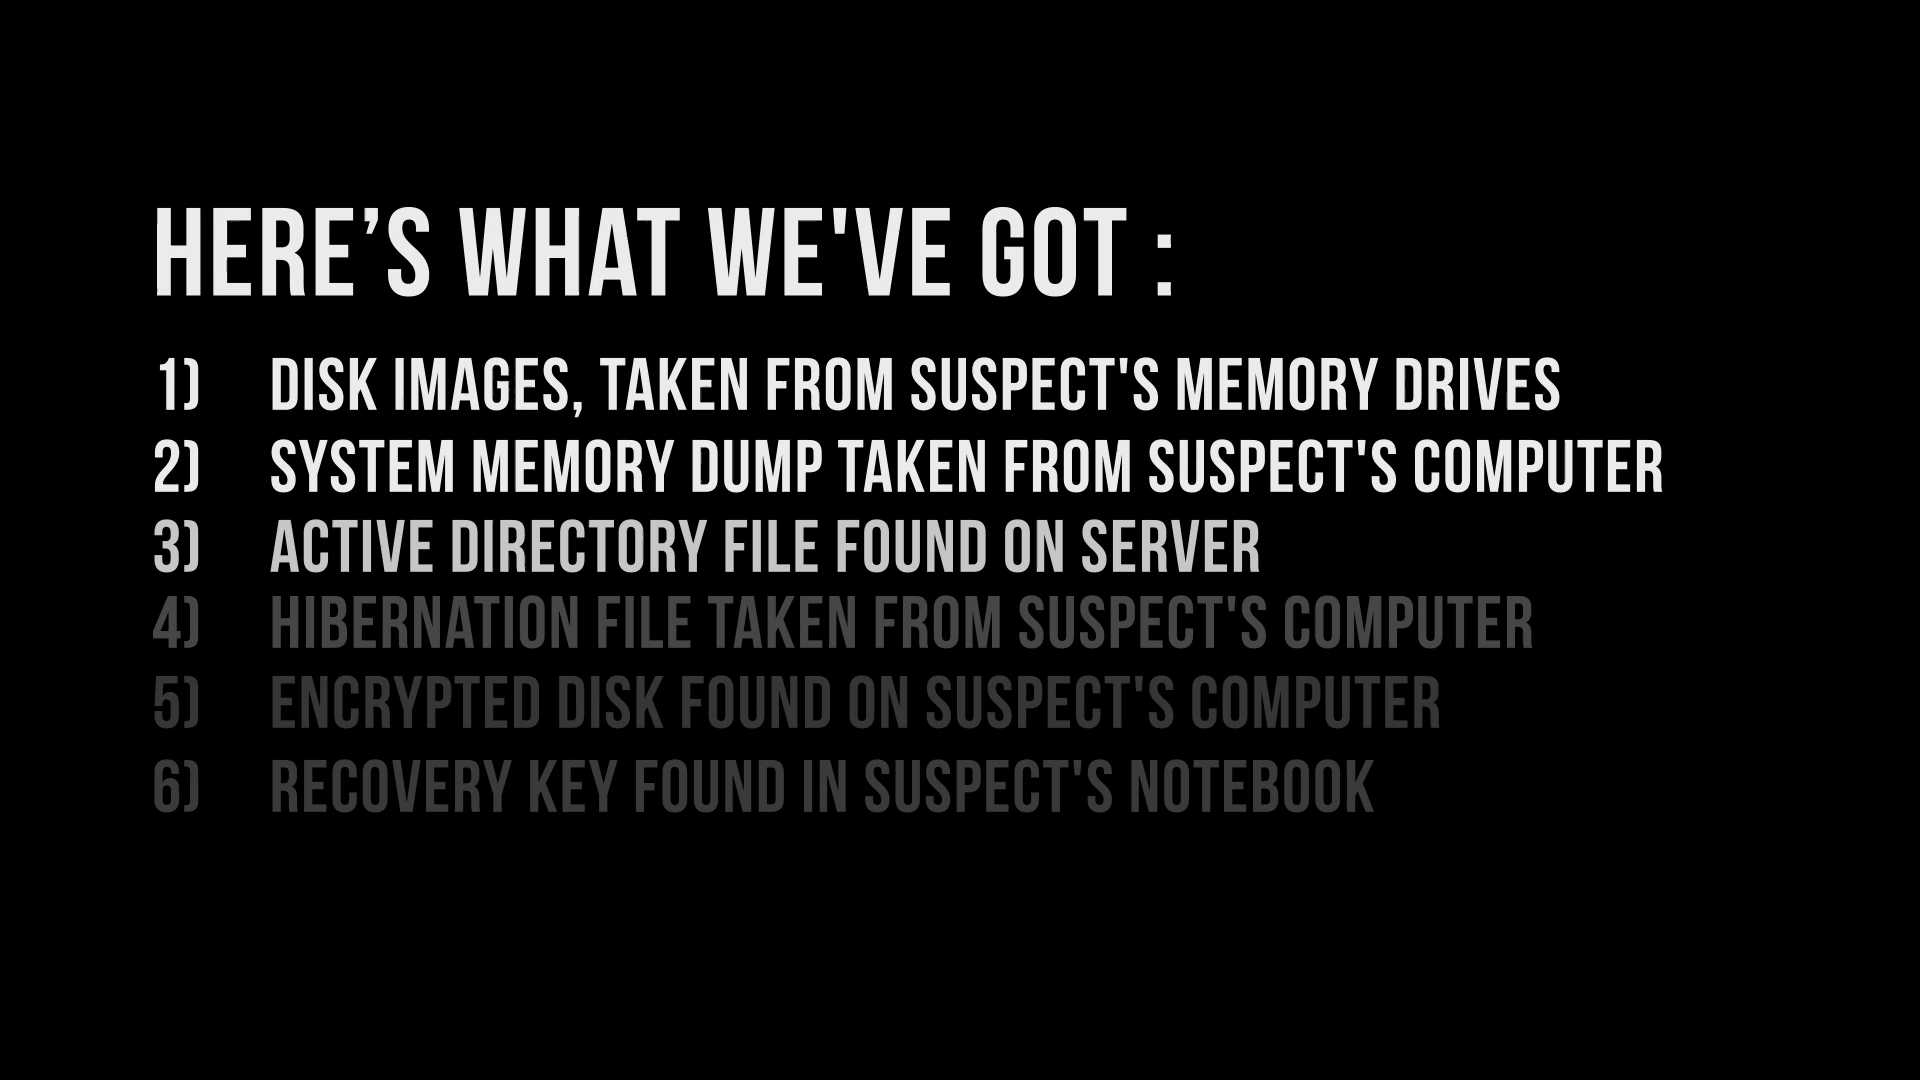 HERE’S WHAT WE'VE GOT :
1) DISK IMAGES, TAKEN FROM SUSPECT'S MEMORY DRIVES
2) SYSTEM MEMORY DUMP TAKEN FROM SUSPECT'S COMPUTER
3) ACTIVE DIRECTORY FILE FOUND ON SERVER
4) HIBERNATION FILE TAKEN FROM SUSPECT'S COMPUTER
5) ENCRYPTED DISK FOUND ON SUSPECT'S COMPUTER
6) RECOVERY KEY FOUND IN SUSPECT'S NOTEBOOK